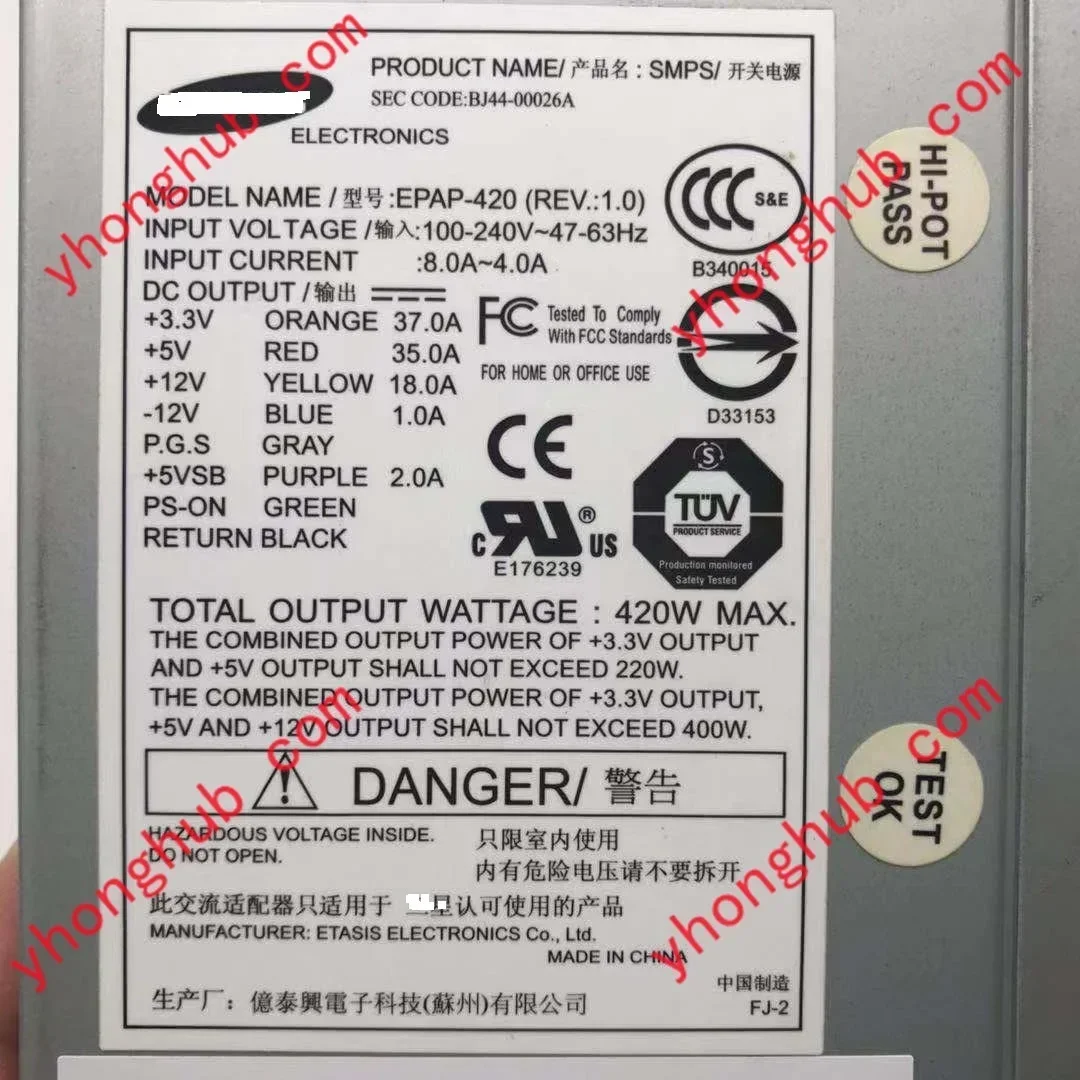 PRODUCT NAME/ 产品名 : SMPS/ 开关电源
SEC CODE:BJ44-00026A
ELECTRONICS
MODEL NAME / 型号 :EPAP-420 (REV.:1.0)
INPUT VOLTAGE /输入:100-240V~47-63Hz
INPUT CURRENT :8.0A~4.0A
DC OUTPUT /输出
+3.3V ORANGE 37.0A
+5V RED 35.0A
+12V YELLOW 18.0A
-12V BLUE 1.0A
P.G.S GRAY
+5VSB PURPLE 2.0A
PS-ON GREEN
RETURN BLACK
CCC S&E
B340015
FC Tested To Comply
With FCC Standards
FOR HOME OR OFFICE USE
D33153
CE
c RU ® US
E176239
S
TÜV
PRODUCT SERVICE
Production monitored
Safety Tested
TOTAL OUTPUT WATTAGE : 420W MAX.
THE COMBINED OUTPUT POWER OF +3.3V OUTPUT
AND +5V OUTPUT SHALL NOT EXCEED 220W.
THE COMBINED OUTPUT POWER OF +3.3V OUTPUT,
+5V AND +12V OUTPUT SHALL NOT EXCEED 400W.
DANGER/ 警告
HAZARDOUS VOLTAGE INSIDE.
DO NOT OPEN.
只限室内使用
内有危险电压请不要拆开
此交流适配器只适用于 星认可使用的产品
MANUFACTURER: ETASIS ELECTRONICS Co., Ltd.
MADE IN CHINA
生产厂: 億泰興電子科技(蘇州)有限公司
中国制造
FJ-2
HI-POT
PASS
TEST
OK
yhonghub com
yhonghub com
yhonghub com
yhonghub com